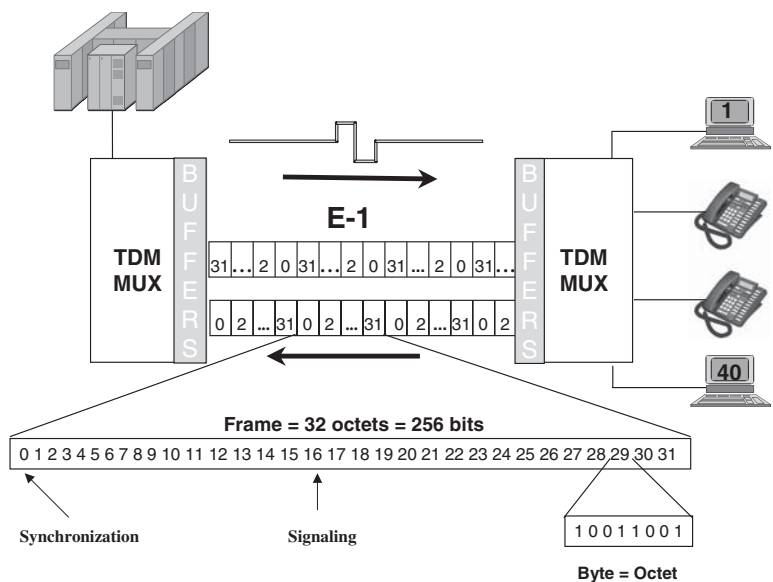 1
B
U
F
F
E
R
S
B
U
F
F
E
R
S
E-1
TDM
MUX
TDM
MUX
31 ... 2 0 31 ... 2 0 31 ... 2 0 31 ...
0 2 ... 31 0 2 ... 31 0 2 ... 31 0 2
40
Frame = 32 octets = 256 bits
0 1 2 3 4 5 6 7 8 9 10 11 12 13 14 15 16 17 18 19 20 21 22 23 24 25 26 27 28 29 30 31
Synchronization
Signaling
1 0 0 1 1 0 0 1
Byte = Octet